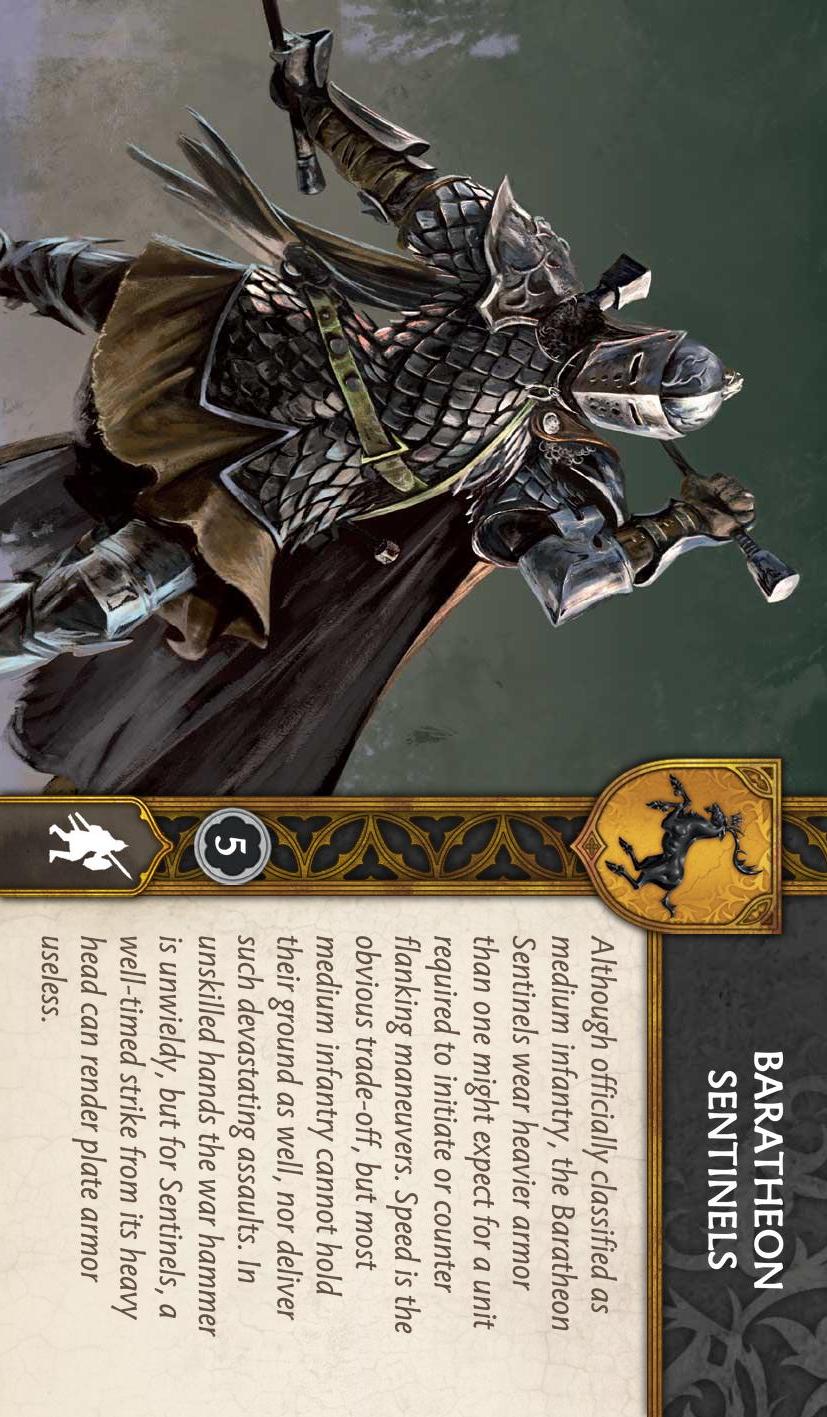 BARATHEON
SENTINELS
5
Although officially classified as
medium infantry, the Baratheon
Sentinels wear heavier armor
than one might expect for a unit
required to initiate or counter
flanking maneuvers. Speed is the
obvious trade-off, but most
medium infantry cannot hold
their ground as well, nor deliver
such devastating assaults. In
unskilled hands the war hammer
is unwieldy, but for Sentinels, a
well-timed strike from its heavy
head can render plate armor
useless.